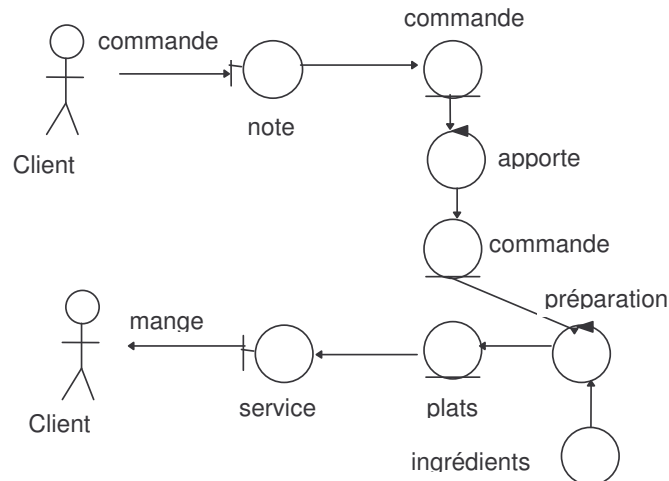 commande
commande
note
Client
apporte
commande
préparation
mange
service
plats
Client
ingrédients